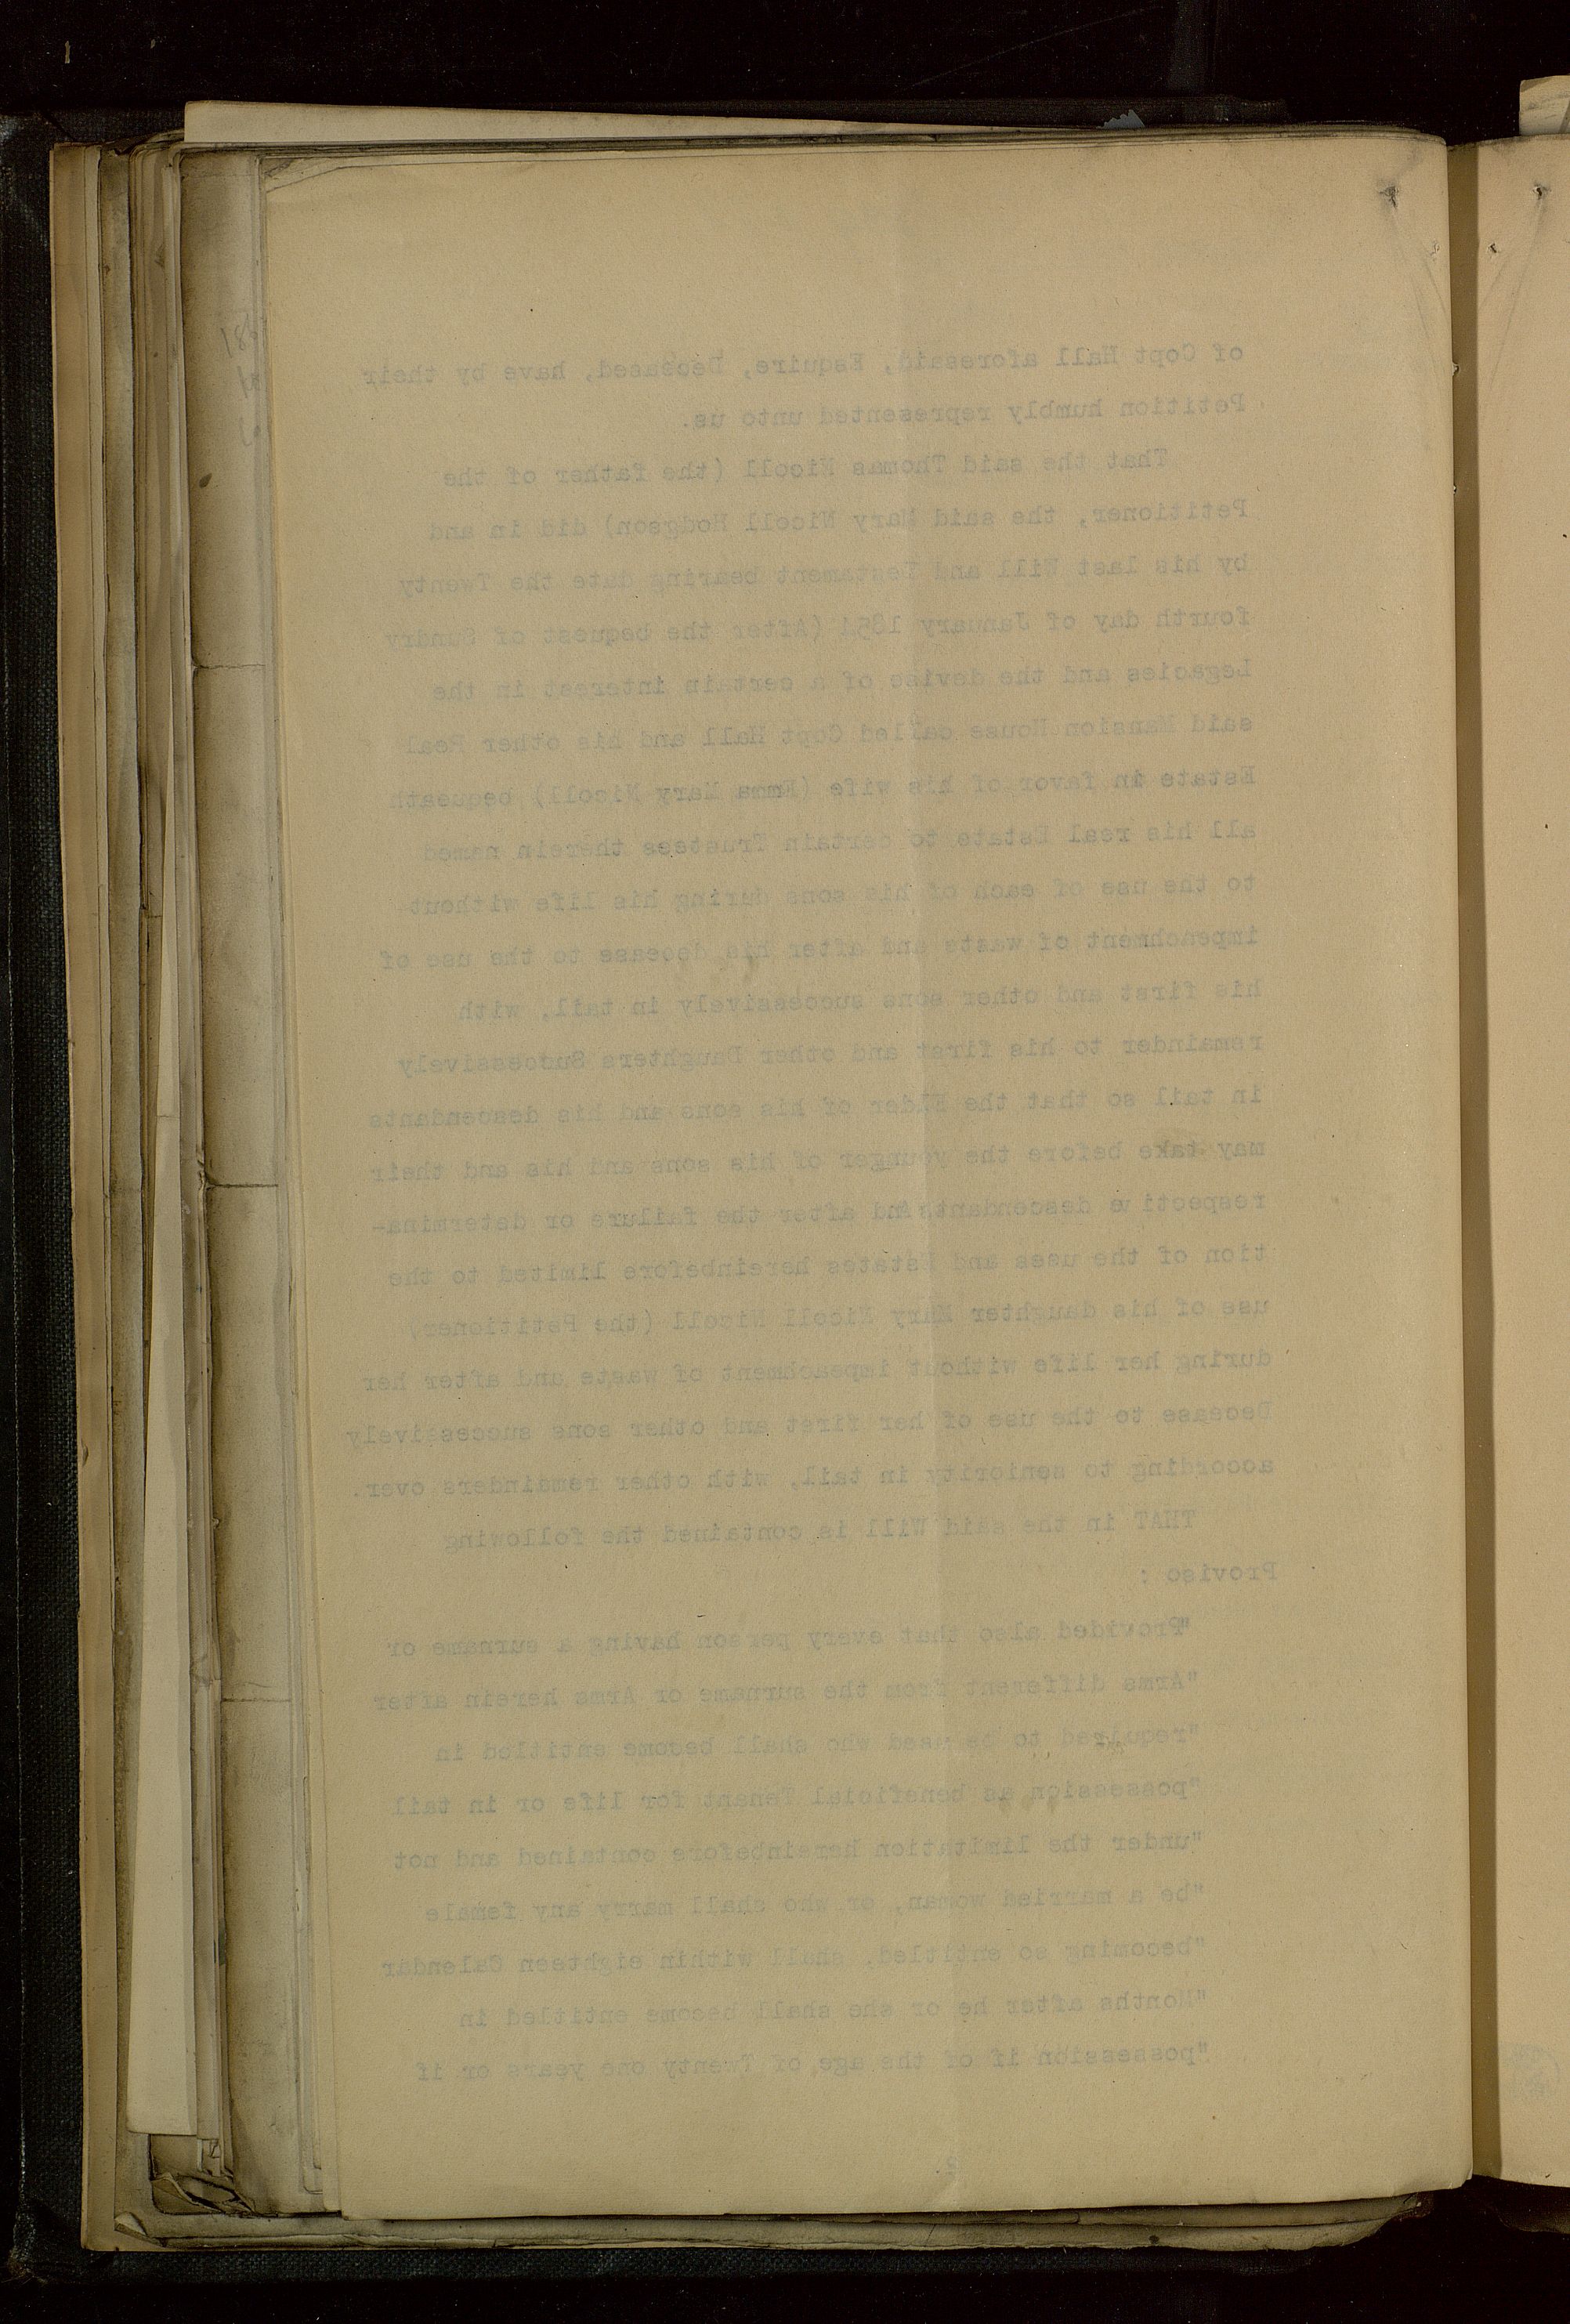 of Copt Hall aforesaid, Esquire, Deceased, have by their
Petition humbly represented unto us.
That the said Thomas Nicoll (the father of the
Petitioner, the said Mary Nicoll Hodgson) did in and
by his last Will and Testament bearing date the Twenty
fourth day of January 1854 (After the bequest of Sundry
Legacies and the devise of a certain interest in the
said Mansion House called Copt Hall and his other Real
Estate in favor of his wife (Emma Mary Nicoll) bequeath
all his real Estate to certain Trustees therein named
to the use of each of his sons during his life without
impeachment of waste and after his decease to the use of
his first and other sons successively in tail, with
remainder to his first and other Daughters Successively
in tail so that the Elder of his sons and his descendants
may take before the younger of his sons and his and their
respective descendants And after the failure or determina-
tion of the uses and Estates hereinbefore limited to the
use of his daughter Mary Nicoll Nicoll (the Petitioner)
during her life without impeachment of waste and after her
Decease to the use of her first and other sons successively
according to seniority in tail, with other remainders over.
THAT in the said Will is contained the following
Proviso :
"Provided also that every person having a surname or
"Arms different from the surname or Arms herein after
"required to be used who shall become entitled in
"possession as beneficial Tenant for life or in tail
"under the limitation hereinbefore contained and not
"be a married woman, or who shall marry any female
"becoming so entitled, shall within eighteen Calendar
"Months after he or she shall become entitled in
"possession if of the age of Twenty one years or if
2.